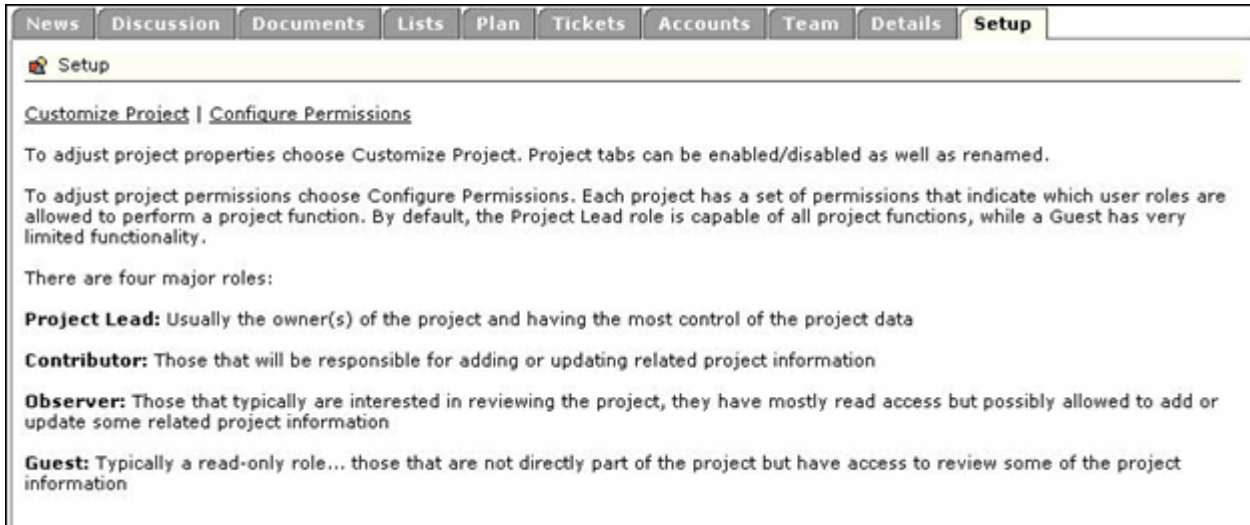 News Discussion Documents Lists Plan Tickets Accounts Team Details Setup
Setup
Customize Project | Configure Permissions
To adjust project properties choose Customize Project. Project tabs can be enabled/disabled as well as renamed.
To adjust project permissions choose Configure Permissions. Each project has a set of permissions that indicate which user roles are
allowed to perform a project function. By default, the Project Lead role is capable of all project functions, while a Guest has very
limited functionality.
There are four major roles:
Project Lead: Usually the owner(s) of the project and having the most control of the project data
Contributor: Those that will be responsible for adding or updating related project information
Observer: Those that typically are interested in reviewing the project, they have mostly read access but possibly allowed to add or
update some related project information
Guest: Typically a read-only role... those that are not directly part of the project but have access to review some of the project
information